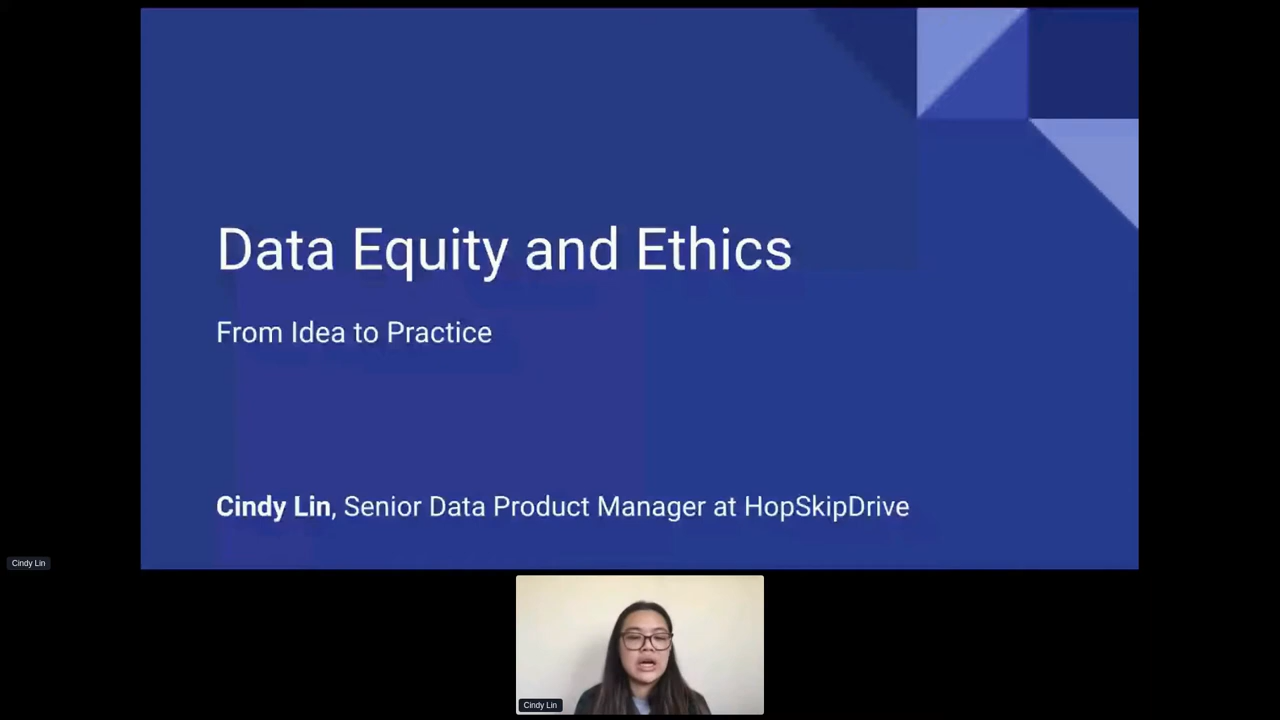 Data Equity and Ethics
From Idea to Practice
Cindy Lin, Senior Data Product Manager at HopSkipDrive
Cindy Lin
Cindy Lin